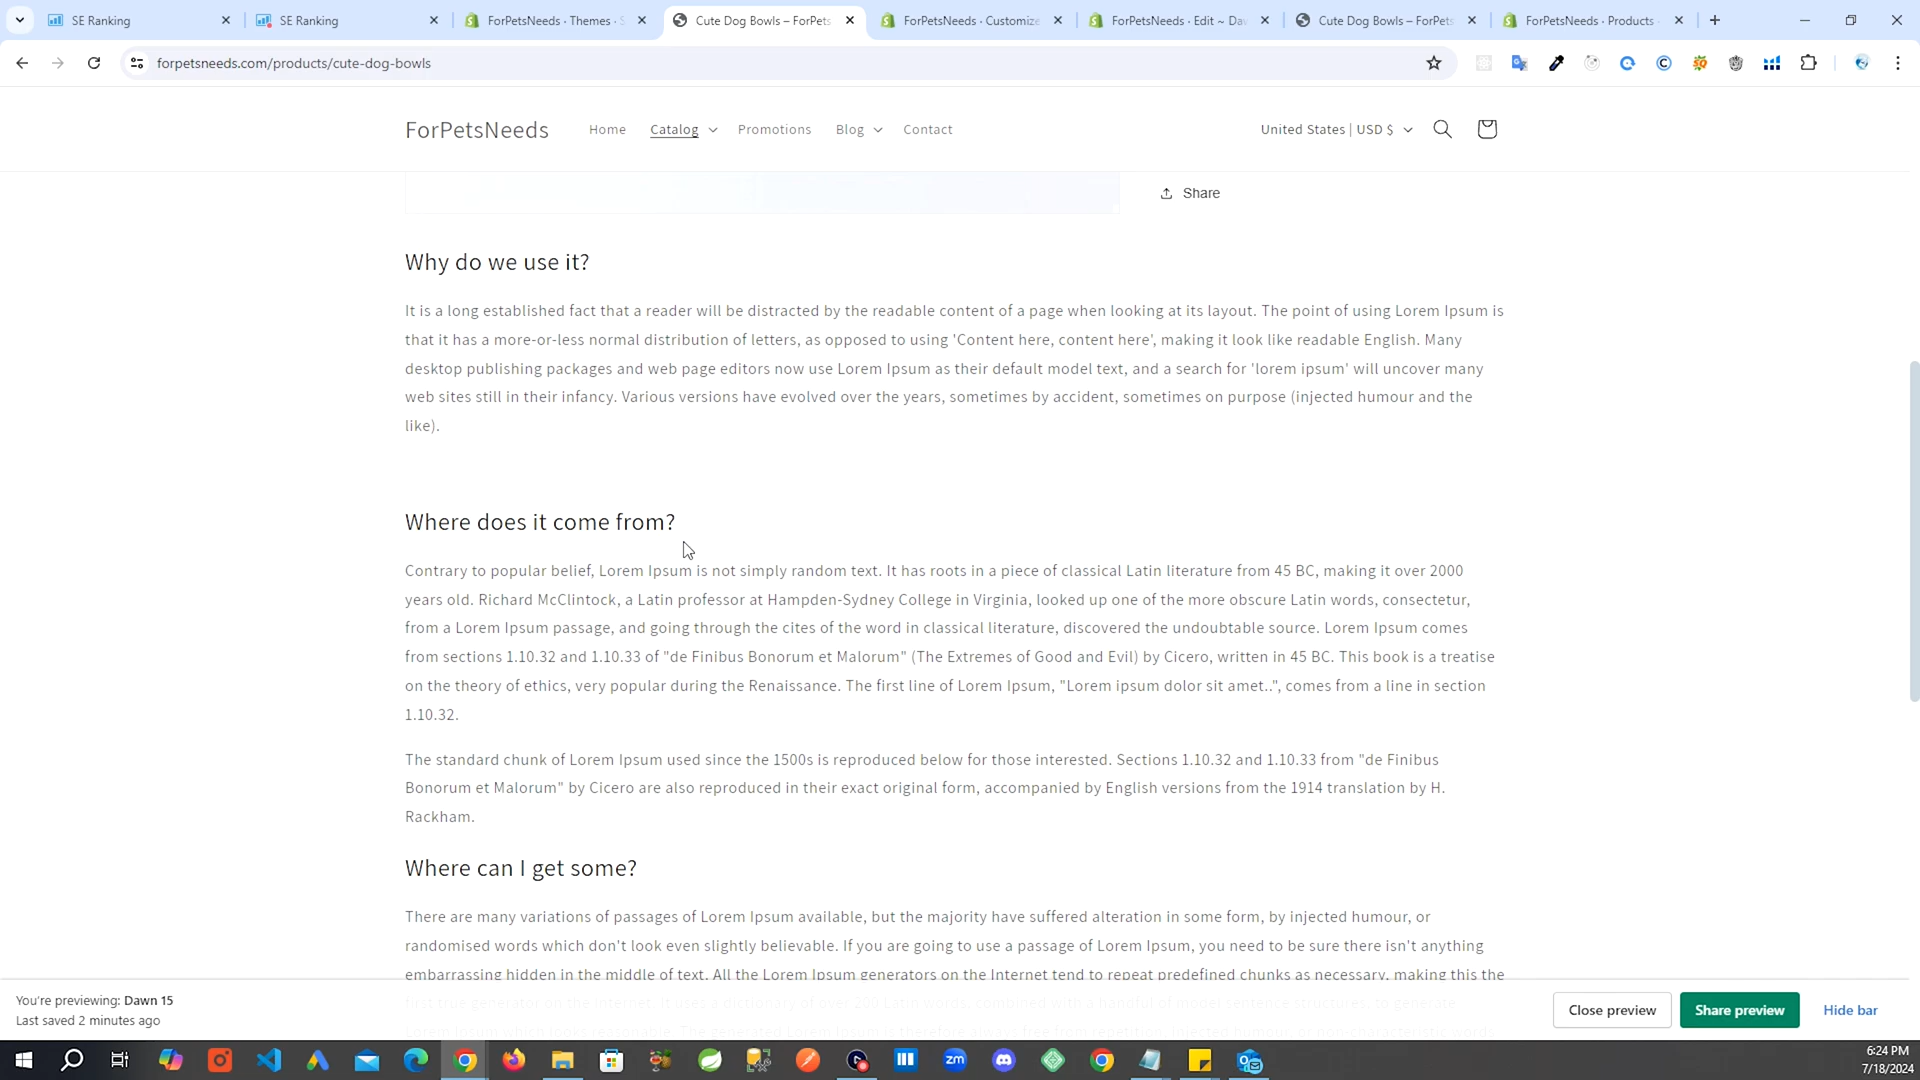 SE Ranking
SE Ranking
ForPetsNeeds · Themes · S
Cute Dog Bowls – ForPets
ForPetsNeeds · Customize
ForPetsNeeds · Edit ~ Daw
Cute Dog Bowls – ForPets
ForPetsNeeds · Products ·
forpetsneeds.com/products/cute-dog-bowls
ForPetsNeeds
Home
Catalog
Promotions
Blog
Contact
United States | USD $
Share
Why do we use it?
It is a long established fact that a reader will be distracted by the readable content of a page when looking at its layout. The point of using Lorem Ipsum is
that it has a more-or-less normal distribution of letters, as opposed to using 'Content here, content here', making it look like readable English. Many
desktop publishing packages and web page editors now use Lorem Ipsum as their default model text, and a search for 'lorem ipsum' will uncover many
web sites still in their infancy. Various versions have evolved over the years, sometimes by accident, sometimes on purpose (injected humour and the
like).
Where does it come from?
Contrary to popular belief, Lorem Ipsum is not simply random text. It has roots in a piece of classical Latin literature from 45 BC, making it over 2000
years old. Richard McClintock, a Latin professor at Hampden-Sydney College in Virginia, looked up one of the more obscure Latin words, consectetur,
from a Lorem Ipsum passage, and going through the cites of the word in classical literature, discovered the undoubtable source. Lorem Ipsum comes
from sections 1.10.32 and 1.10.33 of "de Finibus Bonorum et Malorum" (The Extremes of Good and Evil) by Cicero, written in 45 BC. This book is a treatise
on the theory of ethics, very popular during the Renaissance. The first line of Lorem Ipsum, "Lorem ipsum dolor sit amet..", comes from a line in section
1.10.32.
The standard chunk of Lorem Ipsum used since the 1500s is reproduced below for those interested. Sections 1.10.32 and 1.10.33 from "de Finibus
Bonorum et Malorum" by Cicero are also reproduced in their exact original form, accompanied by English versions from the 1914 translation by H.
Rackham.
Where can I get some?
There are many variations of passages of Lorem Ipsum available, but the majority have suffered alteration in some form, by injected humour, or
randomised words which don't look even slightly believable. If you are going to use a passage of Lorem Ipsum, you need to be sure there isn't anything
embarrassing hidden in the middle of text. All the Lorem Ipsum generators on the Internet tend to repeat predefined chunks as necessary, making this the
You're previewing: Dawn 15
Last saved 2 minutes ago
Close preview
Share preview
Hide bar
zm
6:24 PM
7/18/2024